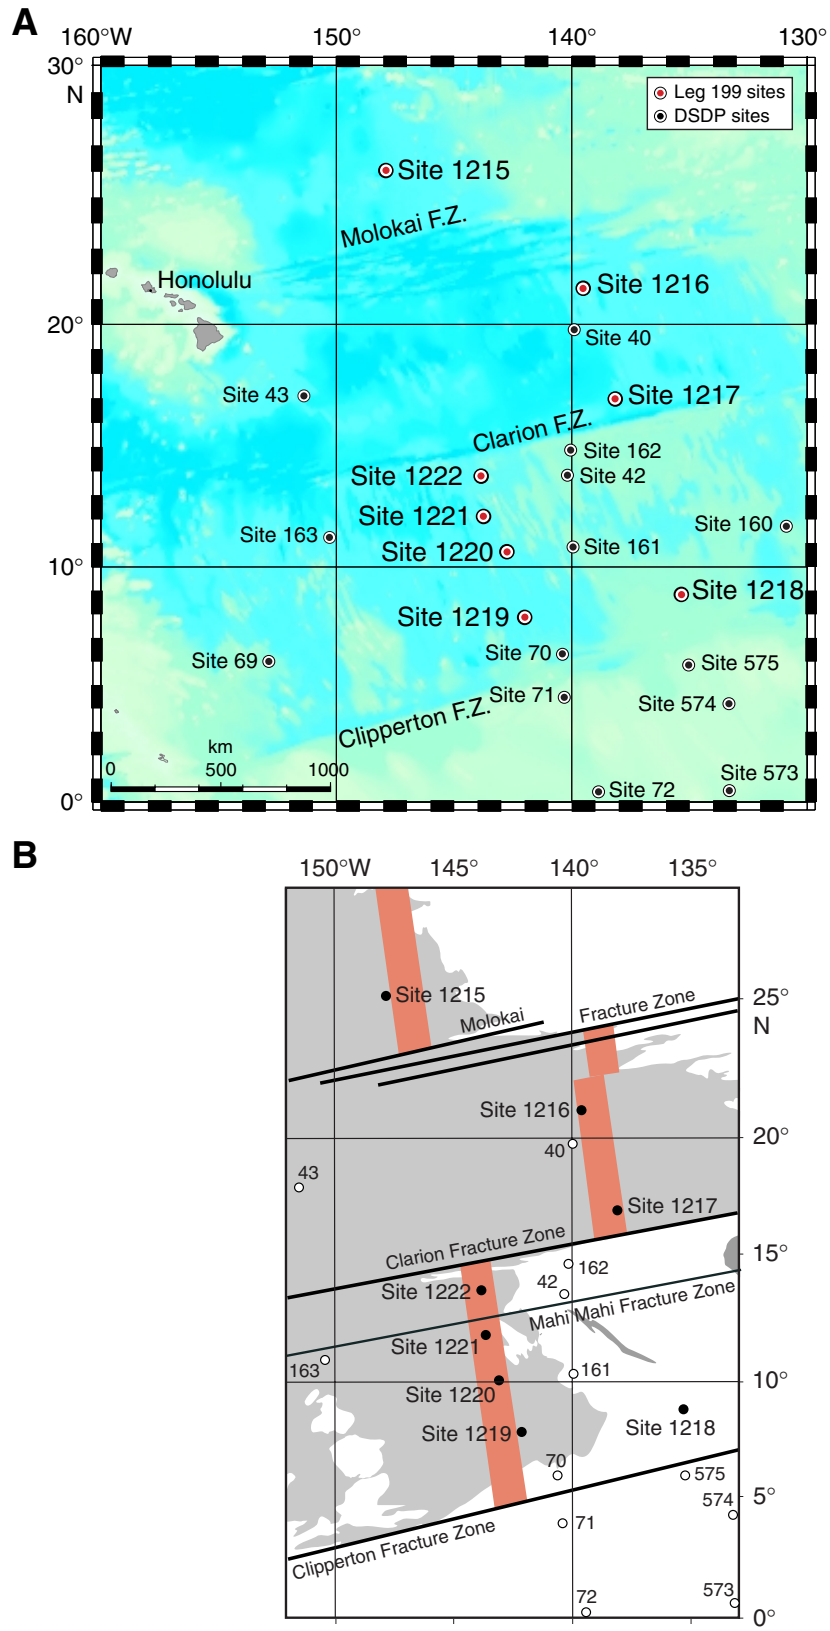 A
160°W 150° 140° 130°
30°
N
Leg 199 sites
DSDP sites
Site 1215
Molokai F.Z.
Honolulu
Site 1216
20°
Site 40
Site 43
Site 1217
Clarion F.Z.
Site 162
Site 1222
Site 42
Site 1221
Site 160
Site 163
Site 161
Site 1220
10°
Site 1218
Site 1219
Site 70
Site 69
Site 575
Site 71
Site 574
Clipperton F.Z.
km
0 500 1000
Site 573
Site 72
0°
B
150°W 145° 140° 135°
25°
N
Site 1215
Molokai
Fracture Zone
Site 1216
20°
40
43
Site 1217
Clarion Fracture Zone
15°
162
42
Site 1222
Mahi Mahi Fracture Zone
Site 1221
163
161
10°
Site 1220
Site 1218
Site 1219
70
575
5°
574
71
Clipperton Fracture Zone
72
573
0°